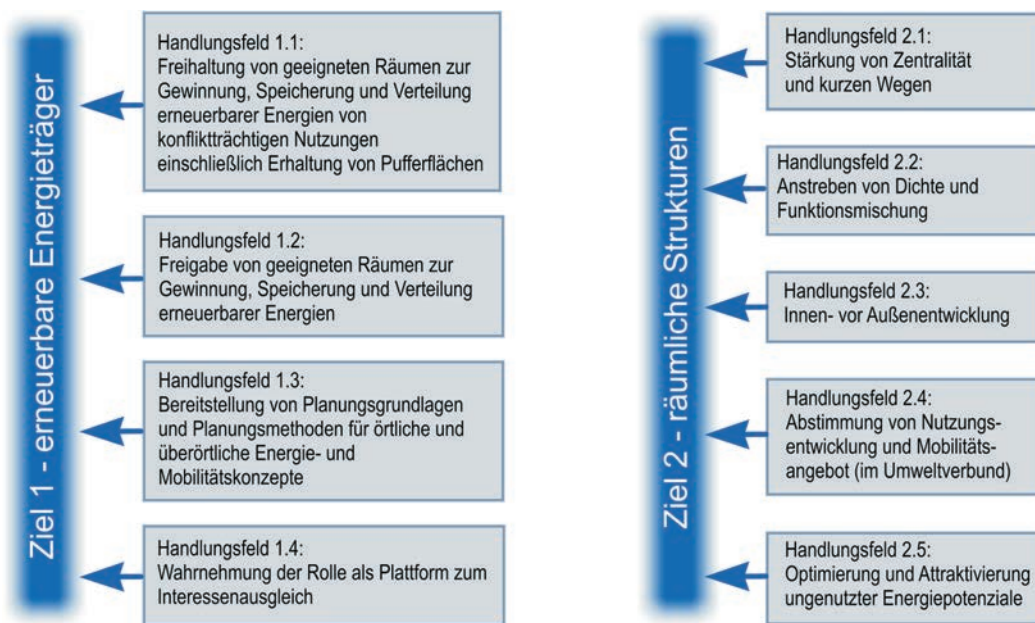 Ziel 1 - erneuerbare Energieträger
Handlungsfeld 1.1:
Freihaltung von geeigneten Räumen zur
Gewinnung, Speicherung und Verteilung
erneuerbarer Energien von
konfliktträchtigen Nutzungen
einschließlich Erhaltung von Pufferflächen
Handlungsfeld 1.2:
Freigabe von geeigneten Räumen zur
Gewinnung, Speicherung und Verteilung
erneuerbarer Energien
Handlungsfeld 1.3:
Bereitstellung von Planungsgrundlagen
und Planungsmethoden für örtliche und
überörtliche Energie- und
Mobilitätskonzepte
Handlungsfeld 1.4:
Wahrnehmung der Rolle als Plattform zum
Interessenausgleich
Ziel 2 - räumliche Strukturen
Handlungsfeld 2.1:
Stärkung von Zentralität
und kurzen Wegen
Handlungsfeld 2.2:
Anstreben von Dichte und
Funktionsmischung
Handlungsfeld 2.3:
Innen- vor Außenentwicklung
Handlungsfeld 2.4:
Abstimmung von Nutzungs-
entwicklung und Mobilitäts-
angebot (im Umweltverbund)
Handlungsfeld 2.5:
Optimierung und Attraktivierung
ungenutzter Energiepotenziale